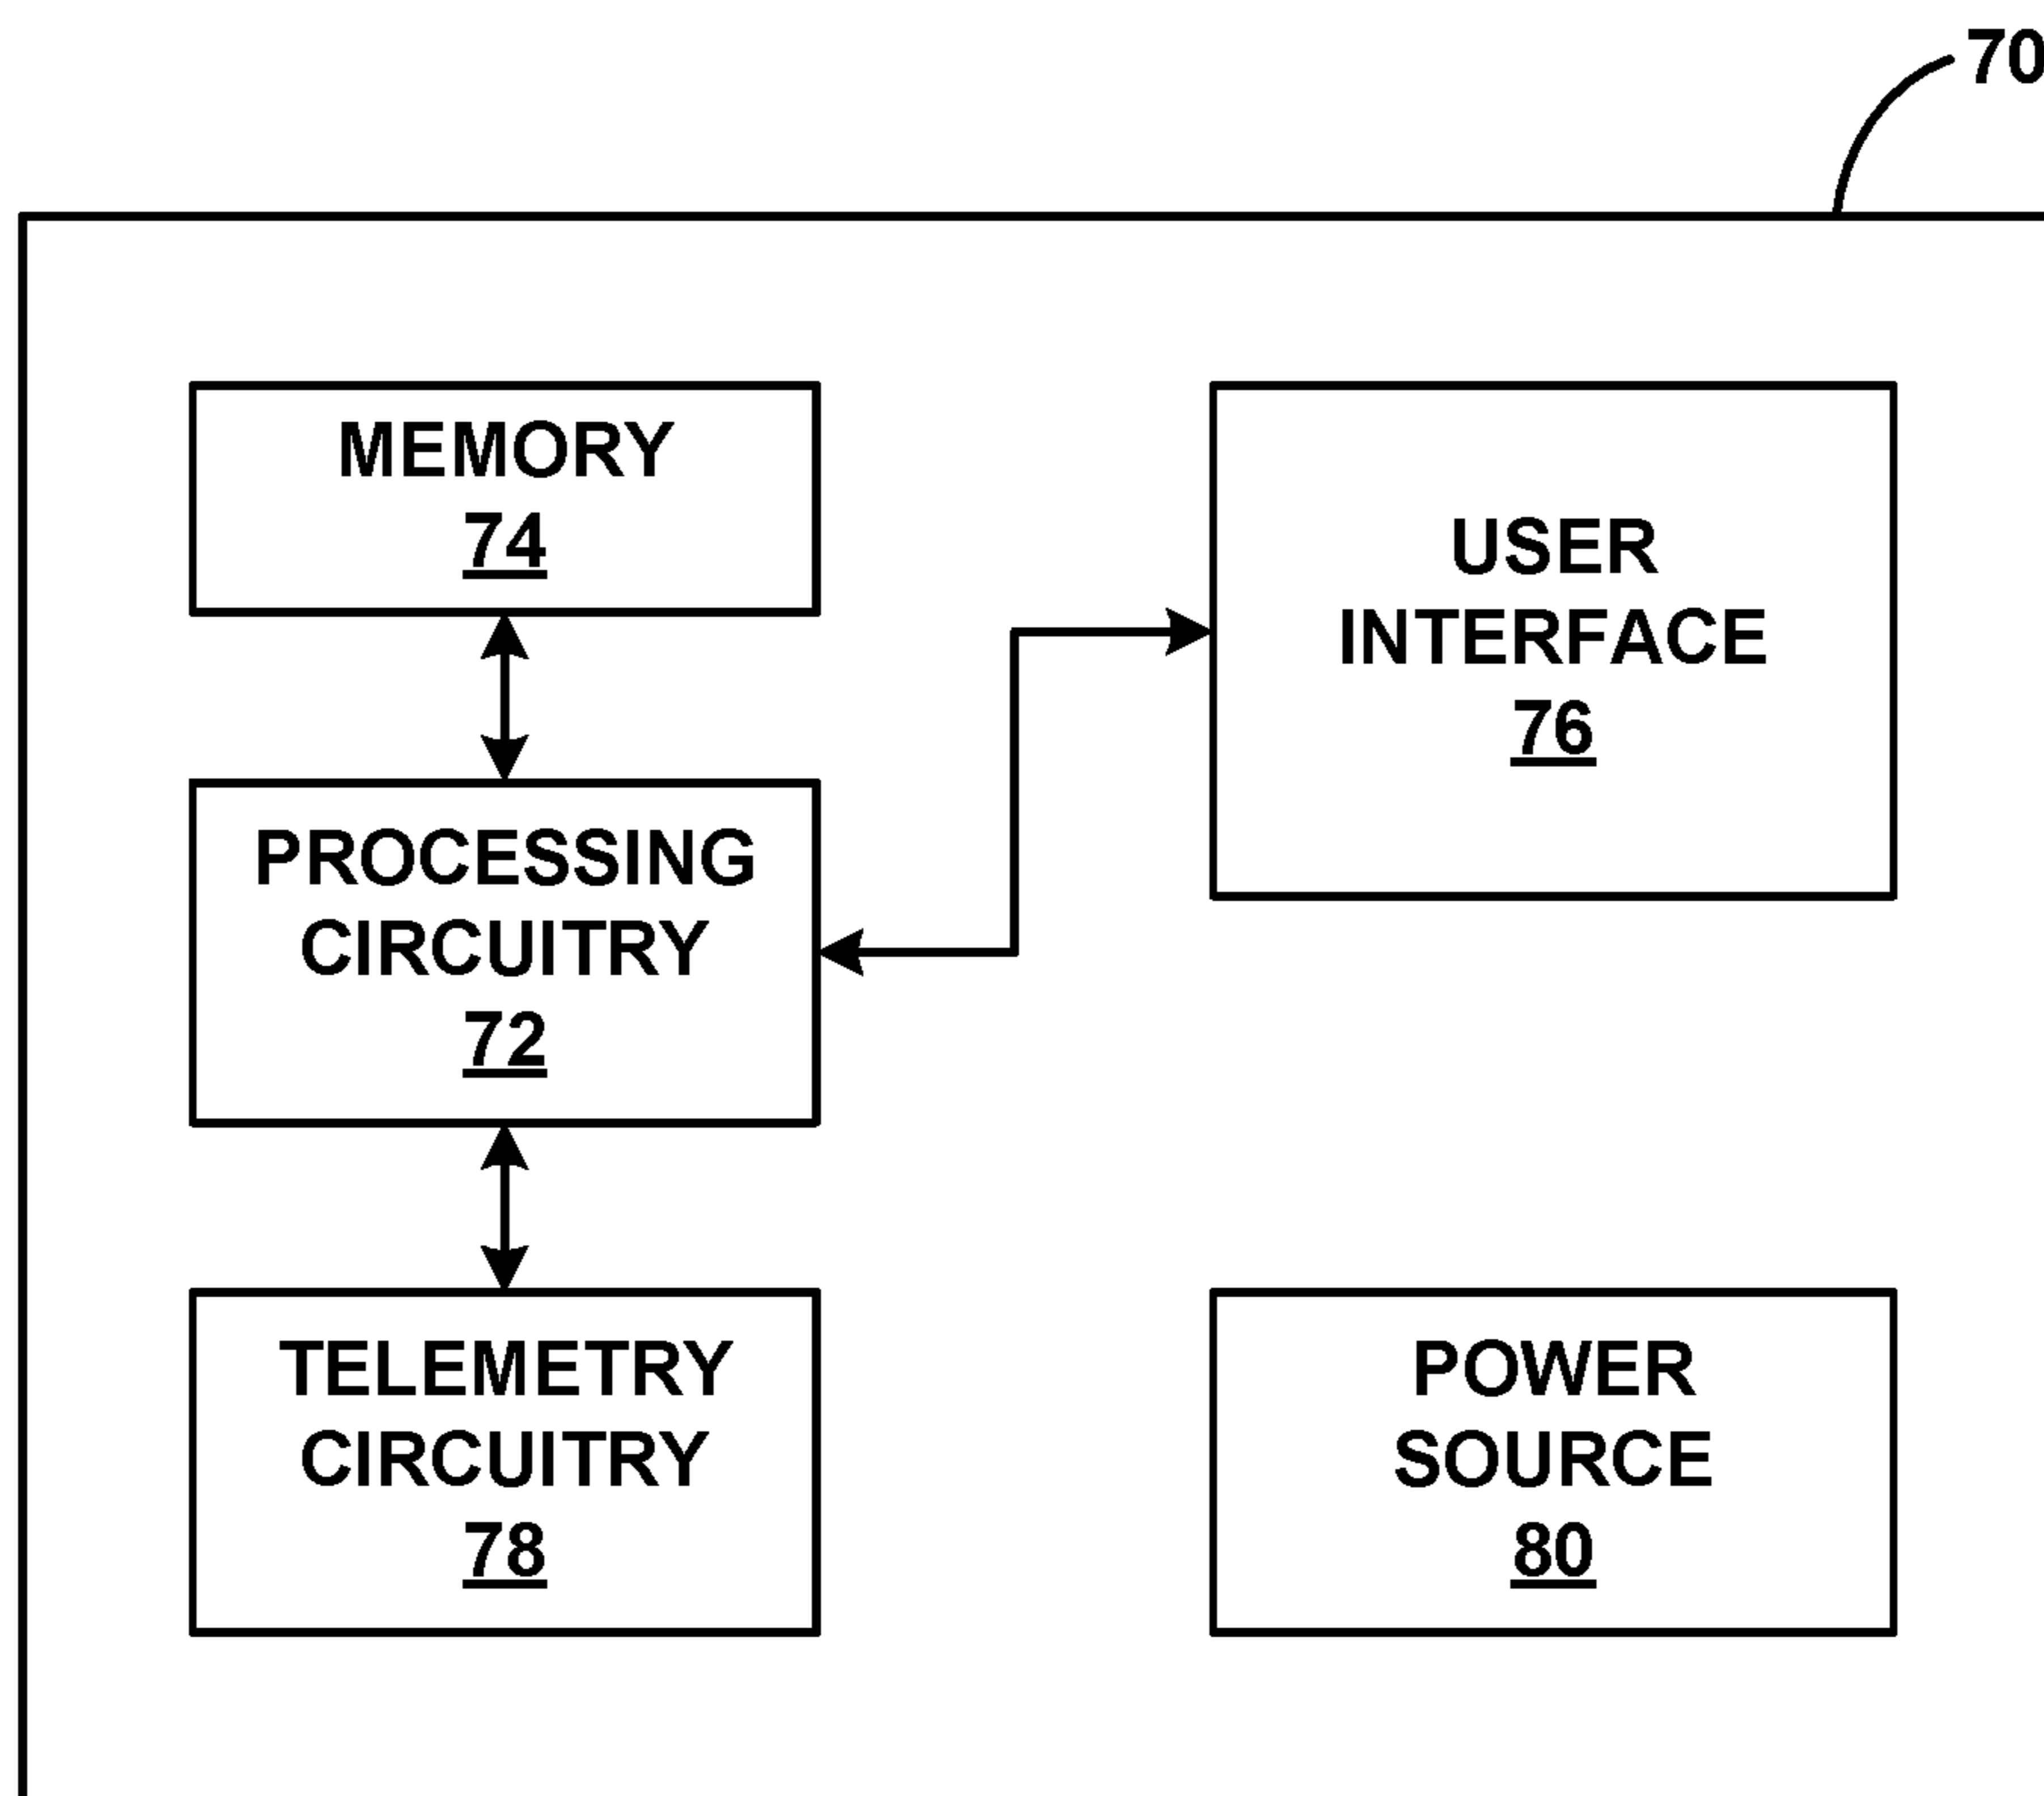 70
MEMORY
74
USER
INTERFACE
76
PROCESSING
CIRCUITRY
72
TELEMETRY
CIRCUITRY
78
POWER
SOURCE
80